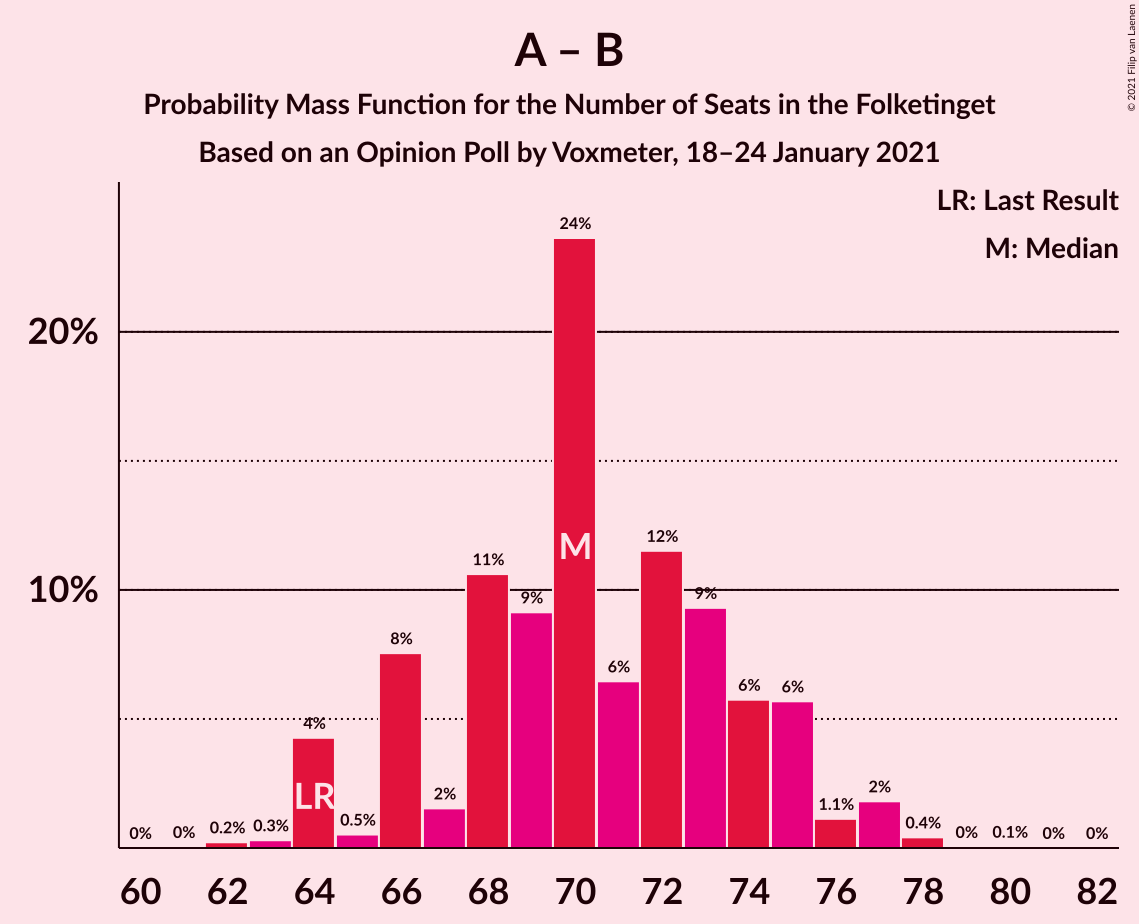 A – B
Probability Mass Function for the Number of Seats in the Folketinget
Based on an Opinion Poll by Voxmeter, 18–24 January 2021
© 2021 Filip van Laenen
LR: Last Result
M: Median
20%
10%
0%
0%
0.2%
0.3%
4%
0.5%
8%
2%
11%
9%
24%
6%
12%
9%
6%
6%
1.1%
2%
0.4%
0%
0.1%
0%
0%
LR
M
60 62 64 66 68 70 72 74 76 78 80 82